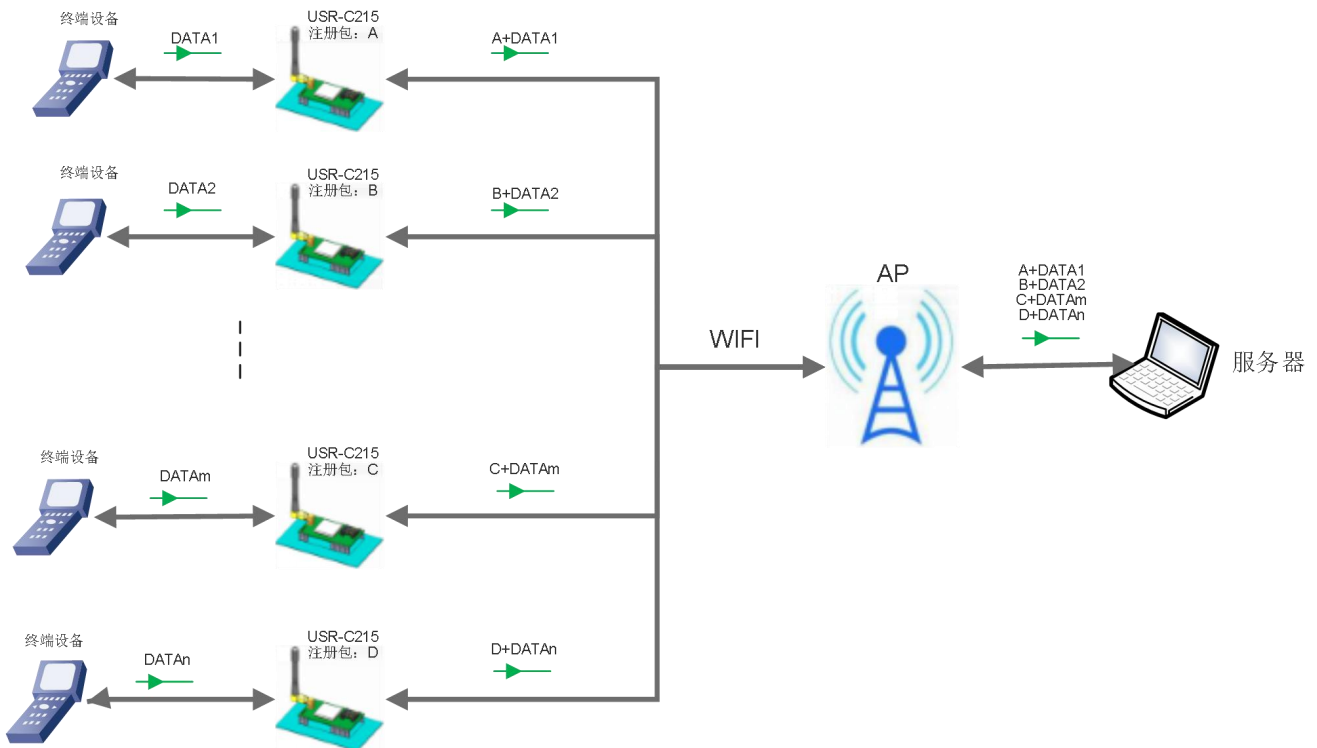 终端设备
DATA1
USR-C215
注册包：A
A+DATA1
终端设备
DATA2
USR-C215
注册包：B
B+DATA2
WIFI
AP
A+DATA1
B+DATA2
C+DATAm
D+DATAn
服务器
终端设备
DATAm
USR-C215
注册包：C
C+DATAm
终端设备
DATAn
USR-C215
注册包：D
D+DATAn